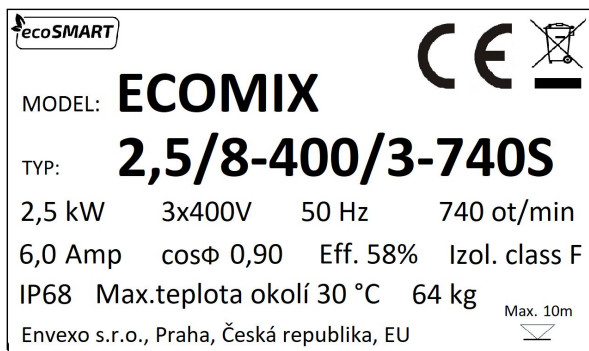 ecoSMART
CE
MODEL: ECOMIX
TYP: 2,5/8-400/3-740S
2,5 kW 3x400V 50 Hz 740 ot/min
6,0 Amp cosΦ 0,90 Eff. 58% Izol. class F
IP68 Max.teplota okolí 30 °C 64 kg
Max. 10m
Envexo s.r.o., Praha, Česká republika, EU